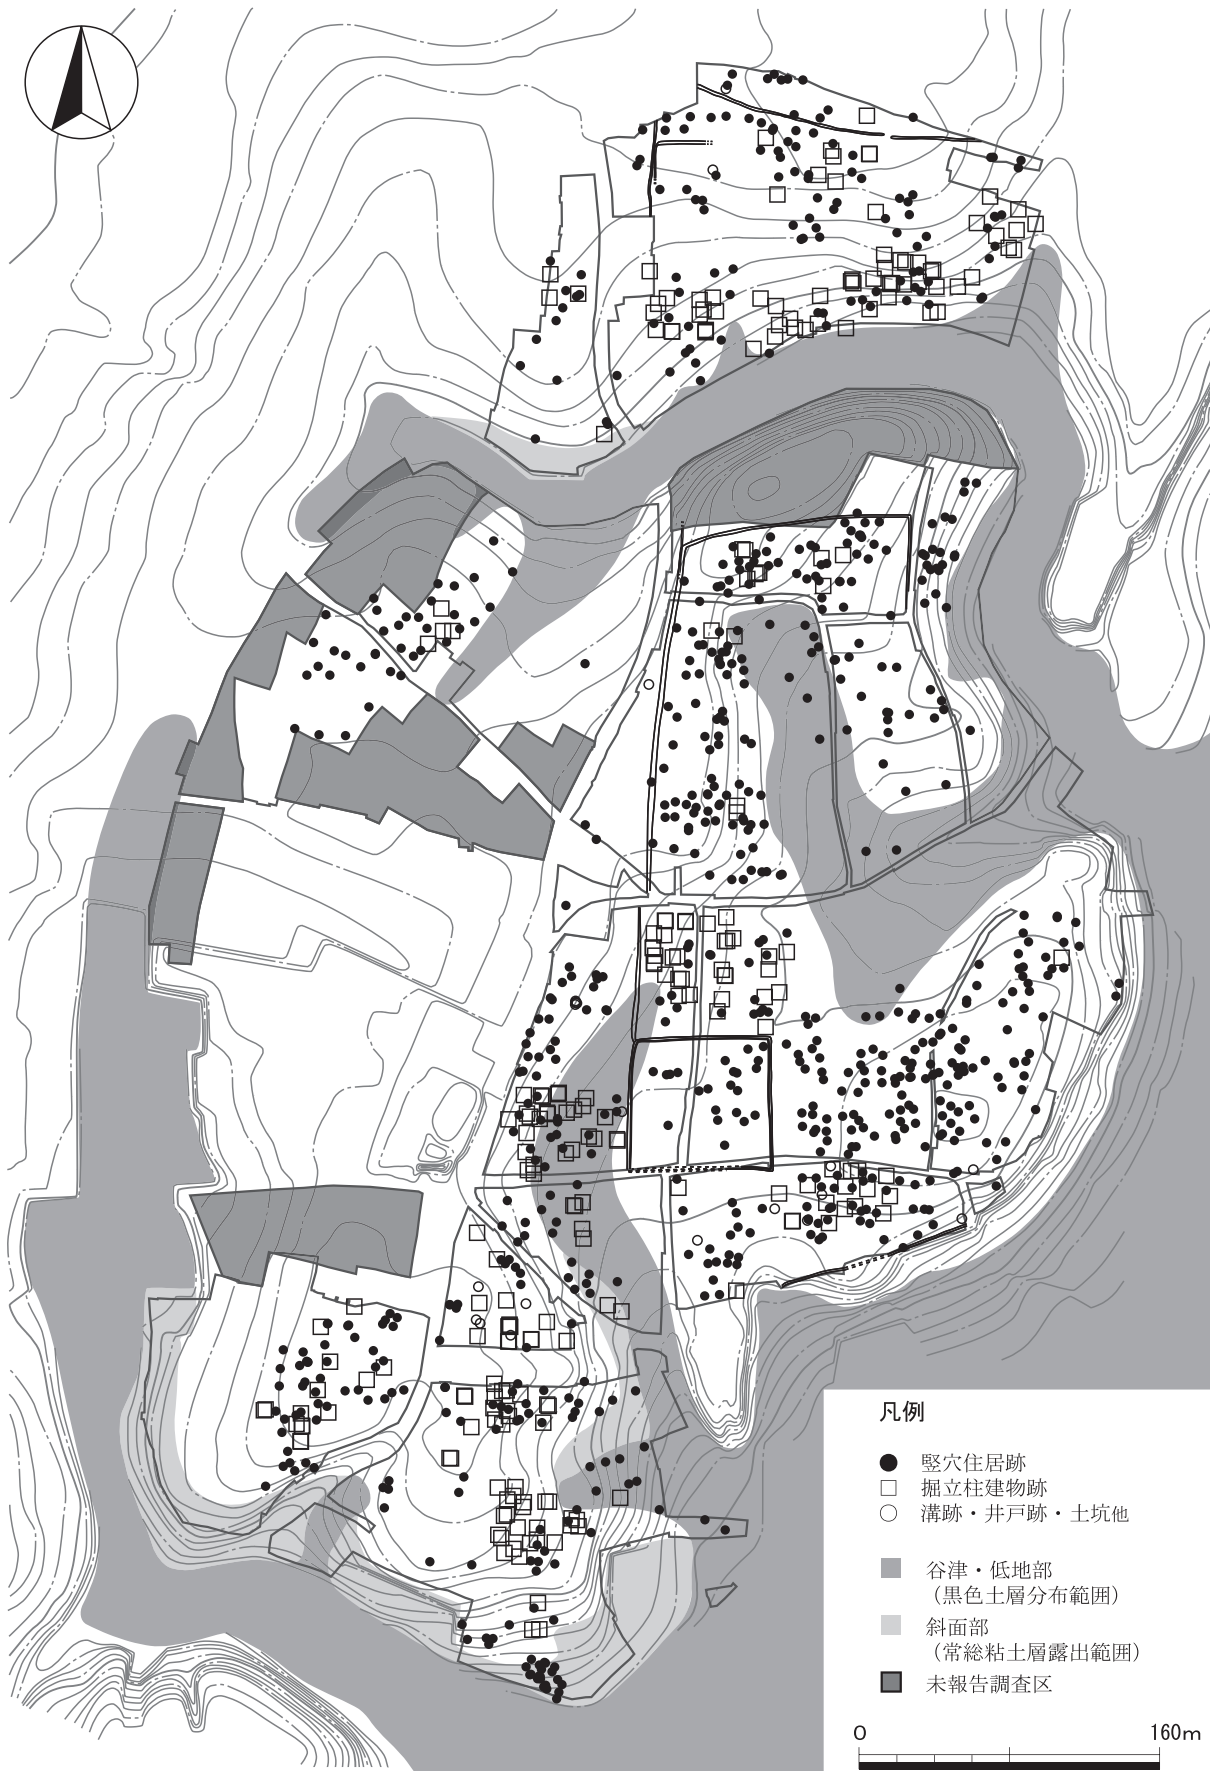 凡例
竪穴住居跡
掘立柱建物跡
溝跡・井戸跡・土坑他
谷津・低地部
（黒色土層分布範囲）
斜面部
（常総粘土層露出範囲）
未報告調査区
0 160m